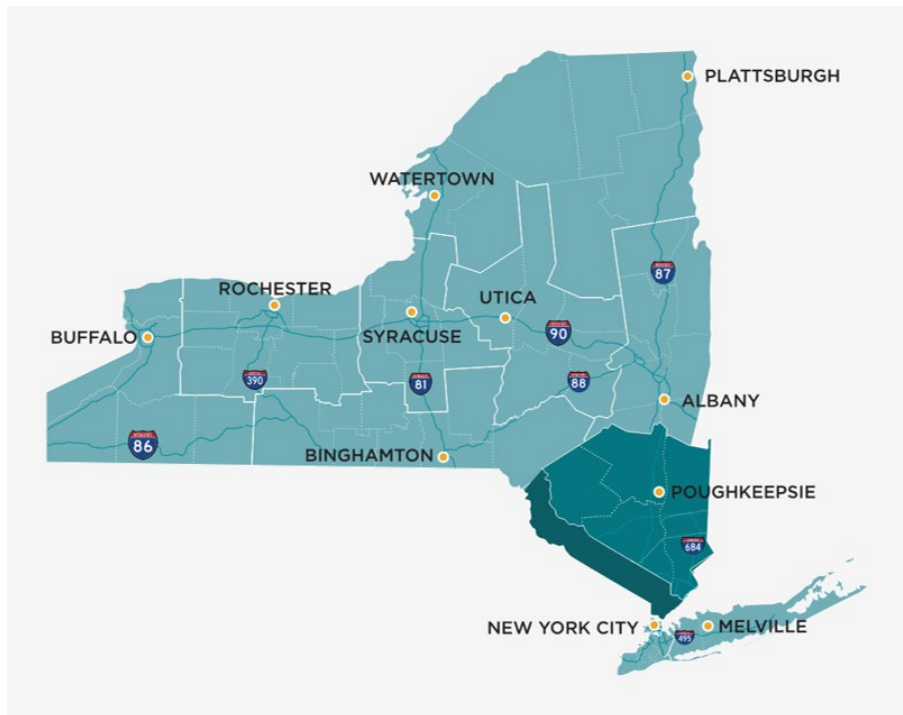 PLATTSBURGH
WATERTOWN
87
ROCHESTER
UTICA
BUFFALO
SYRACUSE
90
390
81
88
ALBANY
86
BINGHAMTON
POUGHKEEPSIE
684
NEW YORK CITY
MELVILLE
495